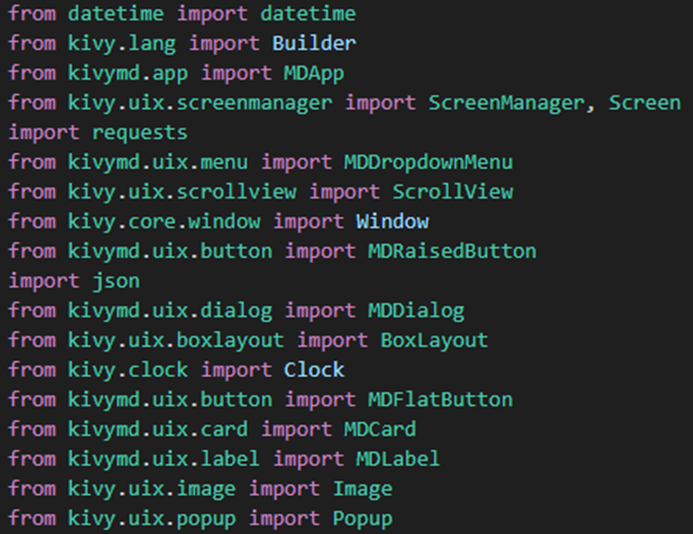 from datetime import datetime
from kivy.lang import Builder
from kivymd.app import MDApp
from kivy.uix.screenmanager import ScreenManager, Screen
import requests
from kivymd.uix.menu import MDDropdownMenu
from kivy.uix.scrollview import ScrollView
from kivy.core.window import Window
from kivymd.uix.button import MDRaisedButton
import json
from kivymd.uix.dialog import MDDialog
from kivy.uix.boxlayout import BoxLayout
from kivy.clock import Clock
from kivymd.uix.button import MDFlatButton
from kivymd.uix.card import MDCard
from kivymd.uix.label import MDLabel
from kivy.uix.image import Image
from kivy.uix.popup import Popup